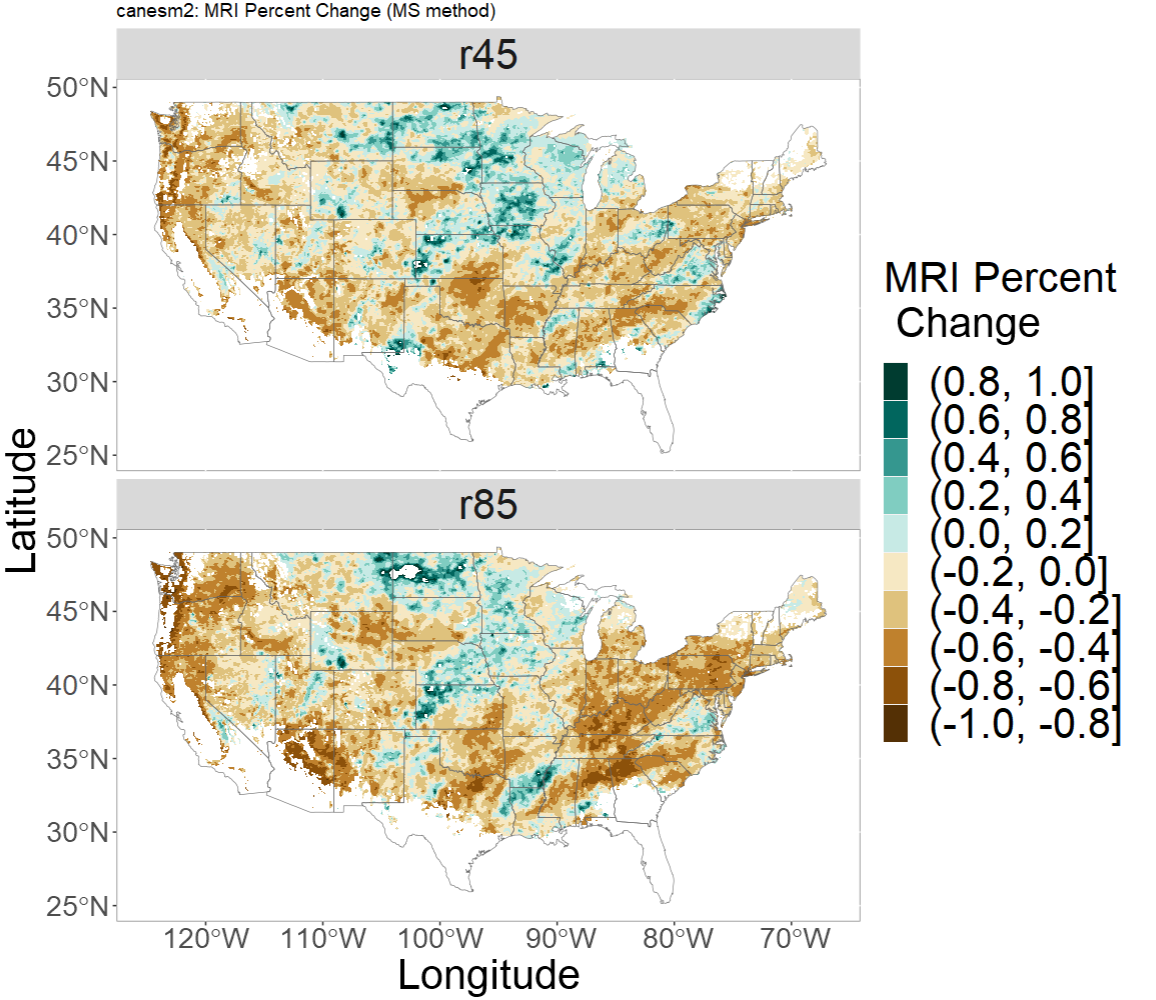 canesm2: MRI Percent Change (MS method)
r45
50°N
45°N
40°N
35°N
30°N
25°N
r85
50°N
45°N
40°N
35°N
30°N
25°N
120°W 110°W 100°W 90°W 80°W 70°W
Longitude
Latitude
MRI Percent
Change
(0.8, 1.0]
(0.6, 0.8]
(0.4, 0.6]
(0.2, 0.4]
(0.0, 0.2]
(-0.2, 0.0]
(-0.4, -0.2]
(-0.6, -0.4]
(-0.8, -0.6]
(-1.0, -0.8]